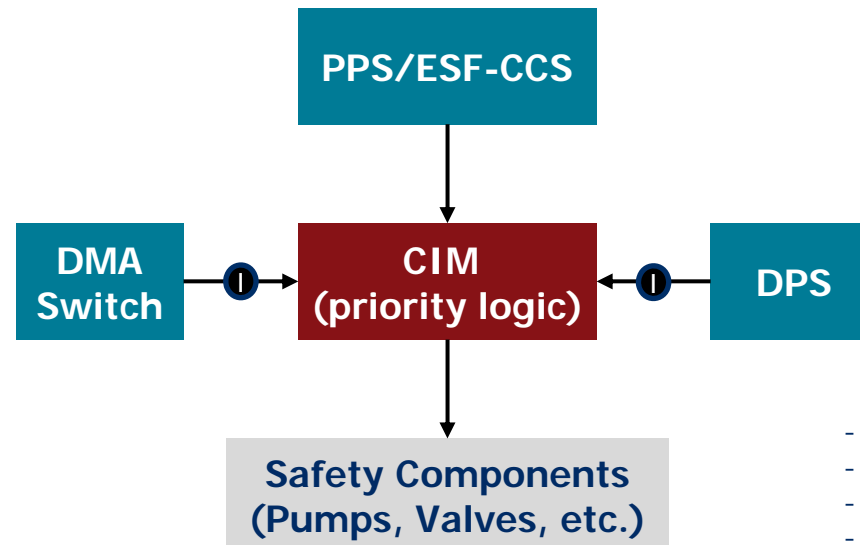 PPS/ESF-CCS
DMA
Switch
I
CIM
(priority logic)
I
DPS
Safety Components
(Pumps, Valves, etc.)
-
-
-
-